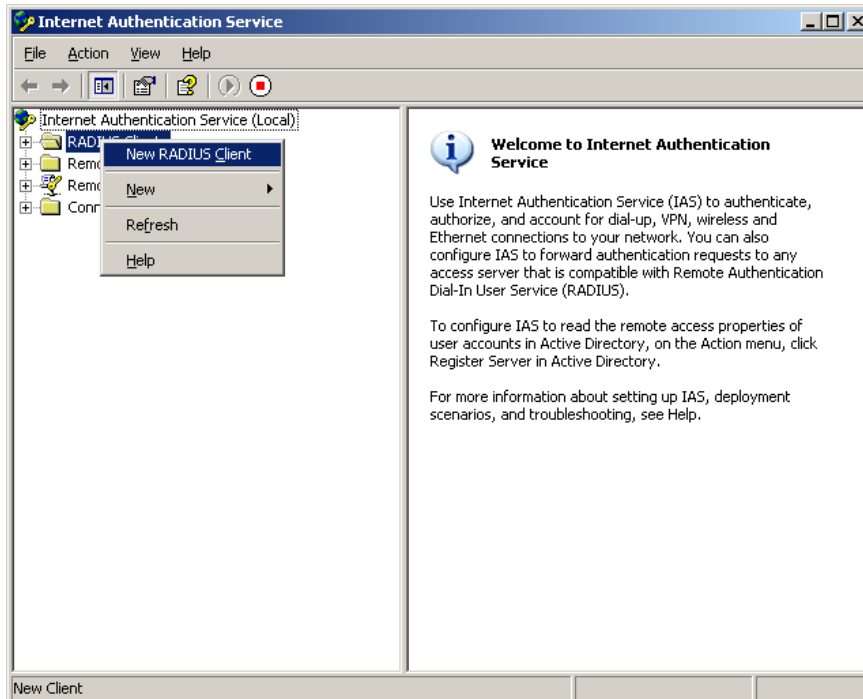 Internet Authentication Service
File Action View Help
Internet Authentication Service (Local)
New RADIUS Client
New
Refresh
Help
Welcome to Internet Authentication
Service
Use Internet Authentication Service (IAS) to authenticate,
authorize, and account for dial-up, VPN, wireless and
Ethernet connections to your network. You can also
configure IAS to forward authentication requests to any
access server that is compatible with Remote Authentication
Dial-In User Service (RADIUS).
To configure IAS to read the remote access properties of
user accounts in Active Directory, on the Action menu, click
Register Server in Active Directory.
For more information about setting up IAS, deployment
scenarios, and troubleshooting, see Help.
New Client